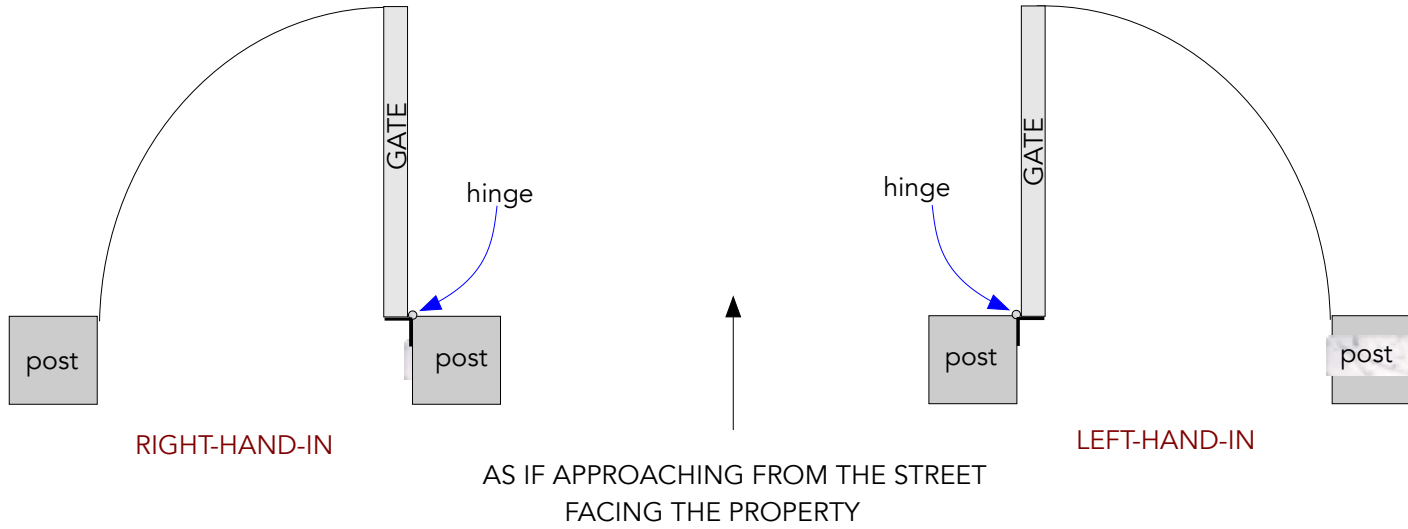 GATE
GATE
hinge
hinge
post
post
post
post
RIGHT-HAND-IN
LEFT-HAND-IN
AS IF APPROACHING FROM THE STREET
FACING THE PROPERTY